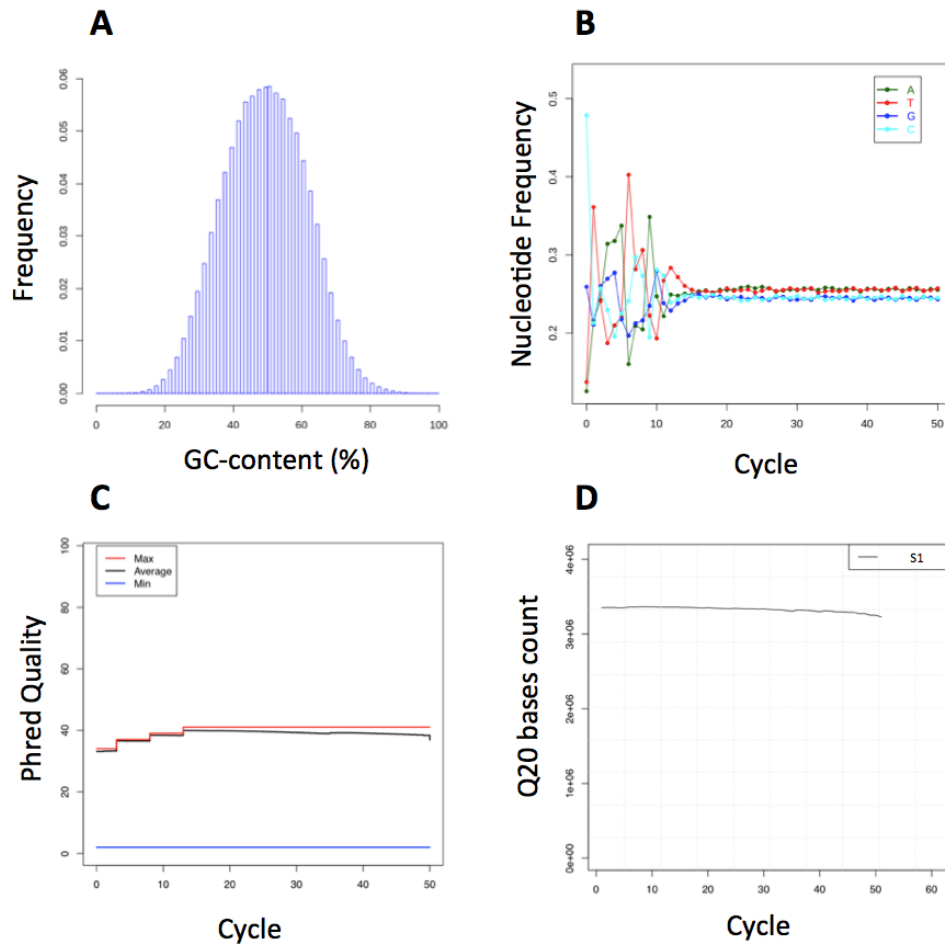 A
Frequency
0.00 0.01 0.02 0.03 0.04 0.05 0.06
0 20 40 60 80 100
GC-content (%)
B
Nucleotide Frequency
0.2 0.3 0.4 0.5
A
T
G
C
0 10 20 30 40 50
Cycle
C
Phred Quality
0 20 40 60 80 100
Max
Average
Min
0 10 20 30 40 50
Cycle
D
Q20 bases count
0e+00 1e+06 2e+06 3e+06 4e+06
S1
0 10 20 30 40 50 60
Cycle